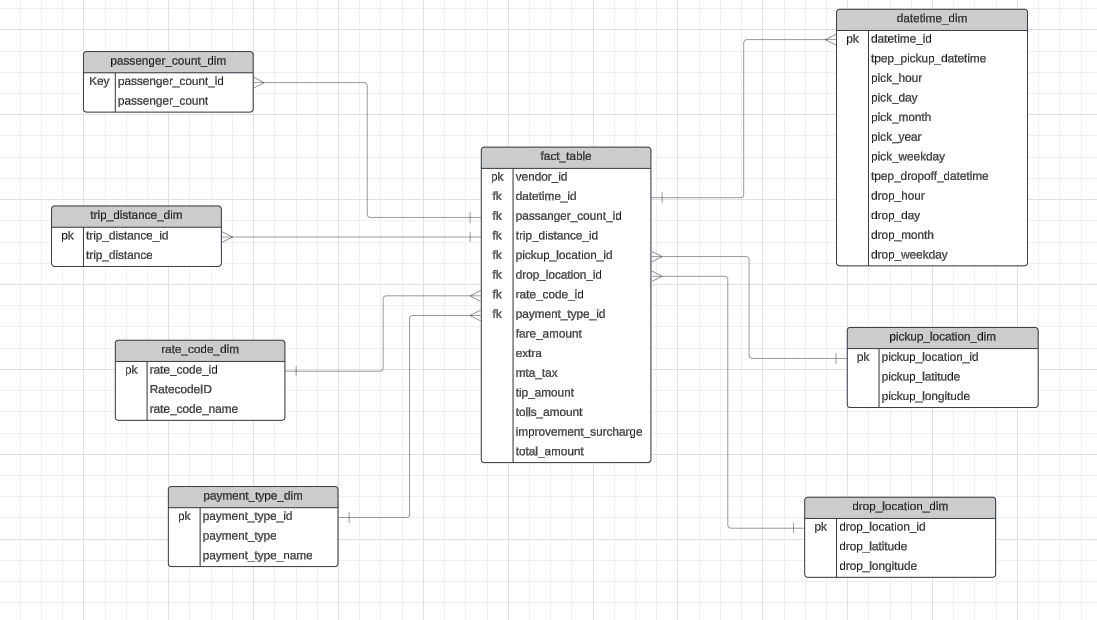 datetime_dim
pk datetime_id
tpep_pickup_datetime
pick_hour
pick_day
pick_month
pick_year
pick_weekday
tpep_dropoff_datetime
drop_hour
drop_day
drop_month
drop_weekday
passenger_count_dim
Key passenger_count_id
passenger_count
fact_table
pk vendor_id
fk datetime_id
fk passanger_count_id
fk trip_distance_id
fk pickup_location_id
fk drop_location_id
fk rate_code_id
fk payment_type_id
fare_amount
extra
mta_tax
tip_amount
tolls_amount
improvement_surcharge
total_amount
trip_distance_dim
pk trip_distance_id
trip_distance
rate_code_dim
pk rate_code_id
RatecodeID
rate_code_name
pickup_location_dim
pk pickup_location_id
pickup_latitude
pickup_longitude
payment_type_dim
pk payment_type_id
payment_type
payment_type_name
drop_location_dim
pk drop_location_id
drop_latitude
drop_longitude